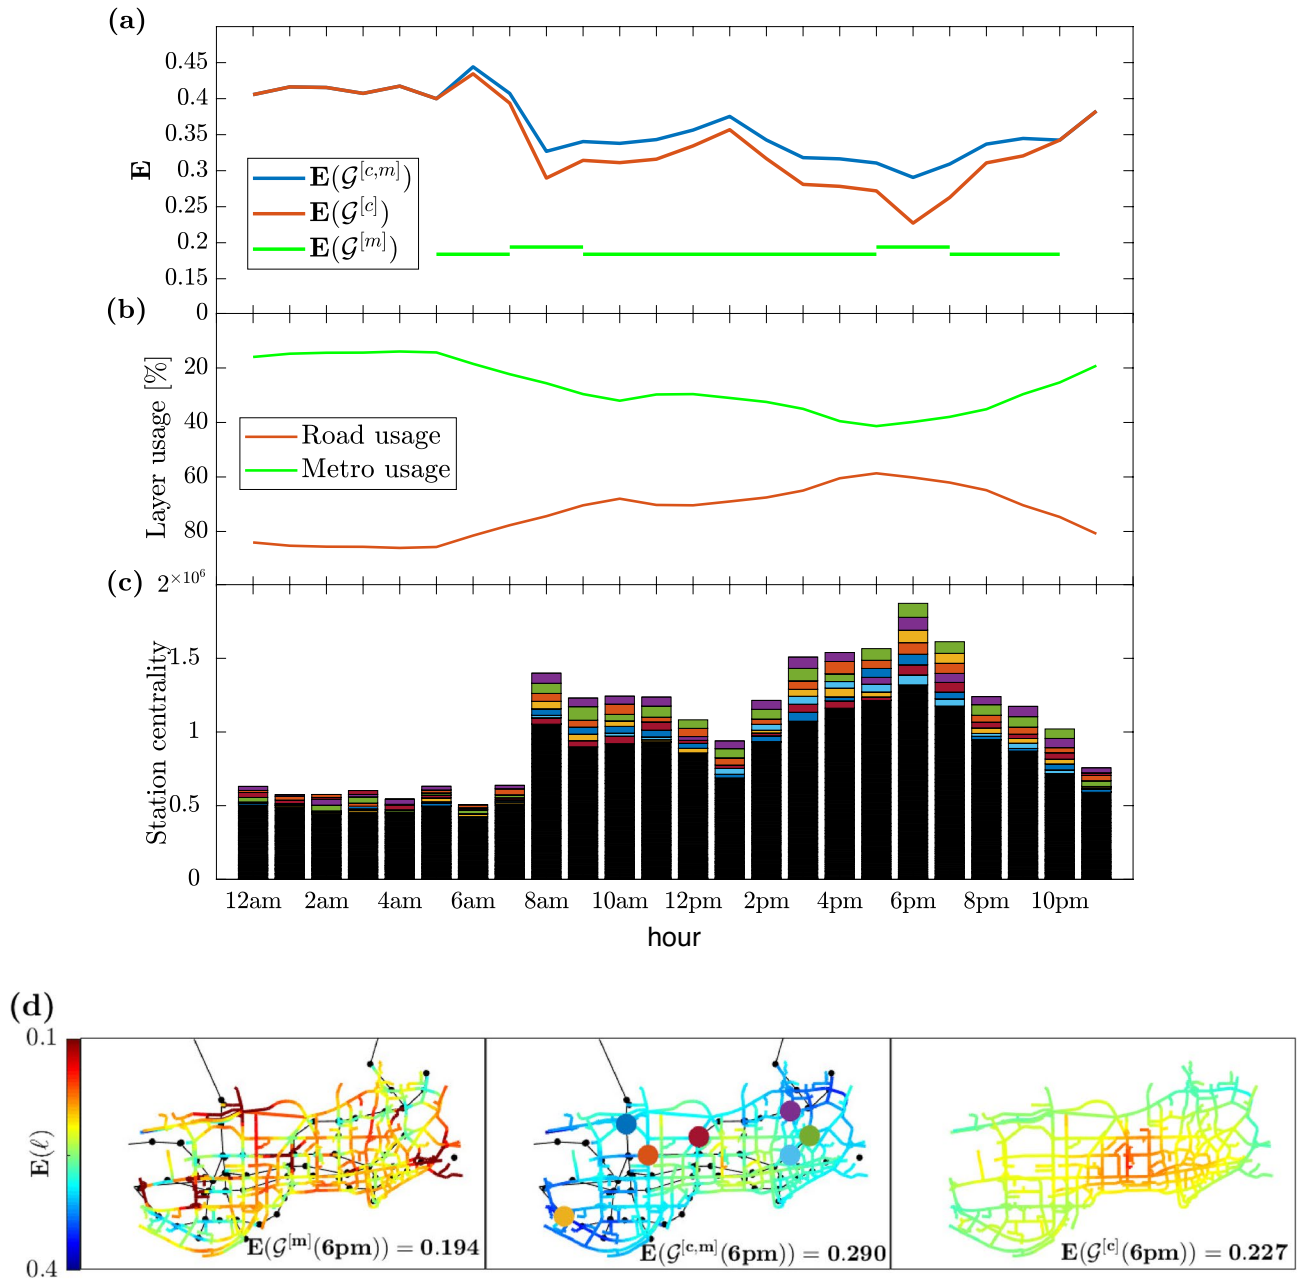 (a)
0.45
0.4
0.35
0.3
0.25
0.2
0.15
E
E(𝒢^[c,m])
E(𝒢^[c])
E(𝒢^[m])
(b)
0
20
40
60
80
Layer usage [%]
Road usage
Metro usage
(c)
2×10⁶
1.5
1
0.5
0
Station centrality
12am 2am 4am 6am 8am 10am 12pm 2pm 4pm 6pm 8pm 10pm
hour
(d)
0.1
E(ℓ)
0.4
E(𝒢^[m](6pm)) = 0.194
E(𝒢^[c,m](6pm)) = 0.290
E(𝒢^[c](6pm)) = 0.227